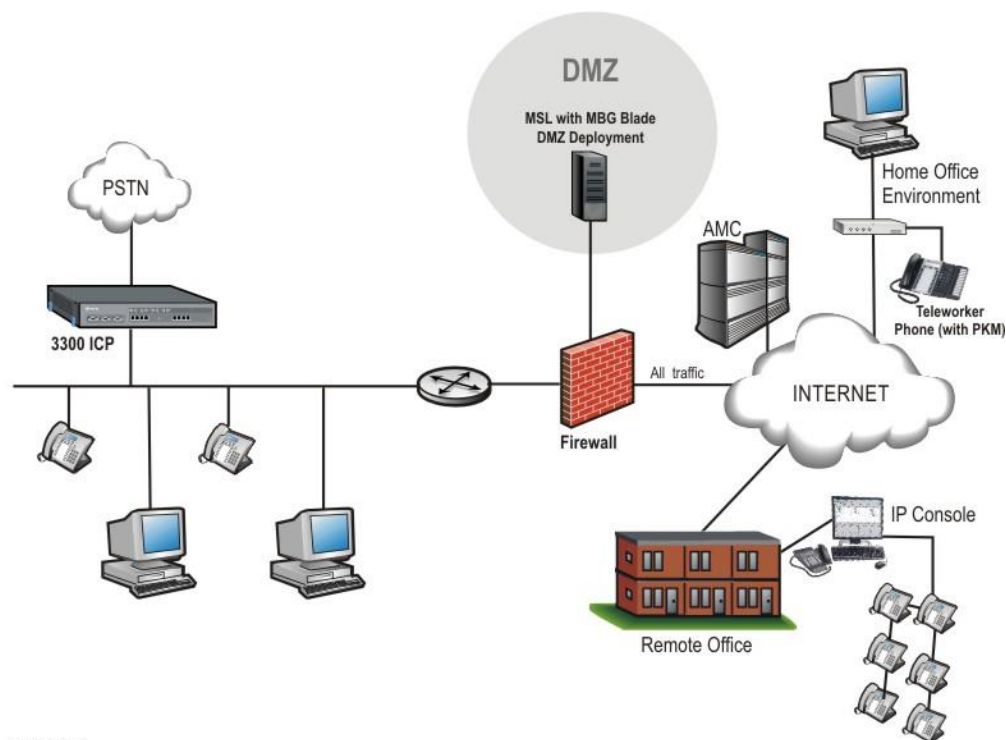 DMZ
MSL with MBG Blade
DMZ Deployment
PSTN
3300 ICP
AMC
Home Office
Environment
Teleworker
Phone (with PKM)
All traffic
INTERNET
Firewall
IP Console
Remote Office